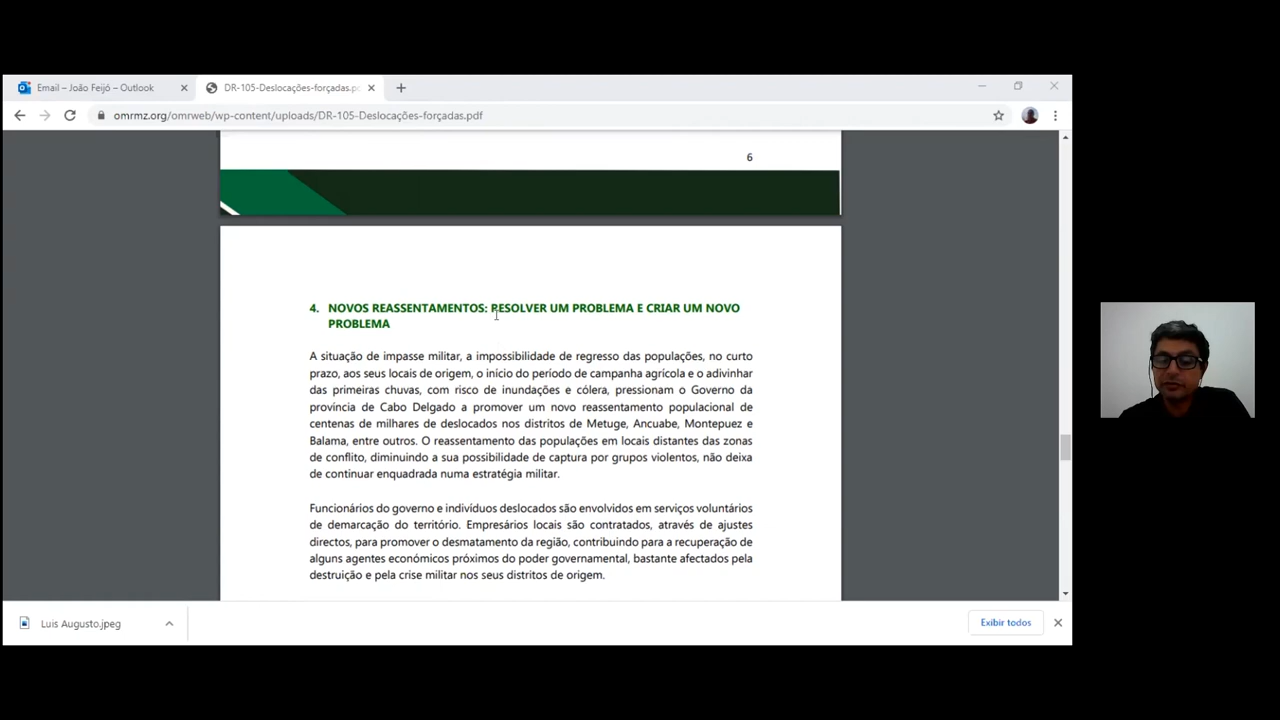 Email – João Feijó – Outlook
DR-105-Deslocações-forçadas.pd
omrmz.org/omrweb/wp-content/uploads/DR-105-Deslocações-forçadas.pdf
6
4. NOVOS REASSENTAMENTOS: RESOLVER UM PROBLEMA E CRIAR UM NOVO
PROBLEMA
A situação de impasse militar, a impossibilidade de regresso das populações, no curto
prazo, aos seus locais de origem, o início do período de campanha agrícola e o adivinhar
das primeiras chuvas, com risco de inundações e cólera, pressionam o Governo da
província de Cabo Delgado a promover um novo reassentamento populacional de
centenas de milhares de deslocados nos distritos de Metuge, Ancuabe, Montepuez e
Balama, entre outros. O reassentamento das populações em locais distantes das zonas
de conflito, diminuindo a sua possibilidade de captura por grupos violentos, não deixa
de continuar enquadrada numa estratégia militar.
Funcionários do governo e indivíduos deslocados são envolvidos em serviços voluntários
de demarcação do território. Empresários locais são contratados, através de ajustes
directos, para promover o desmatamento da região, contribuindo para a recuperação de
alguns agentes económicos próximos do poder governamental, bastante afectados pela
destruição e pela crise militar nos seus distritos de origem.
Luis Augusto.jpeg
Exibir todos